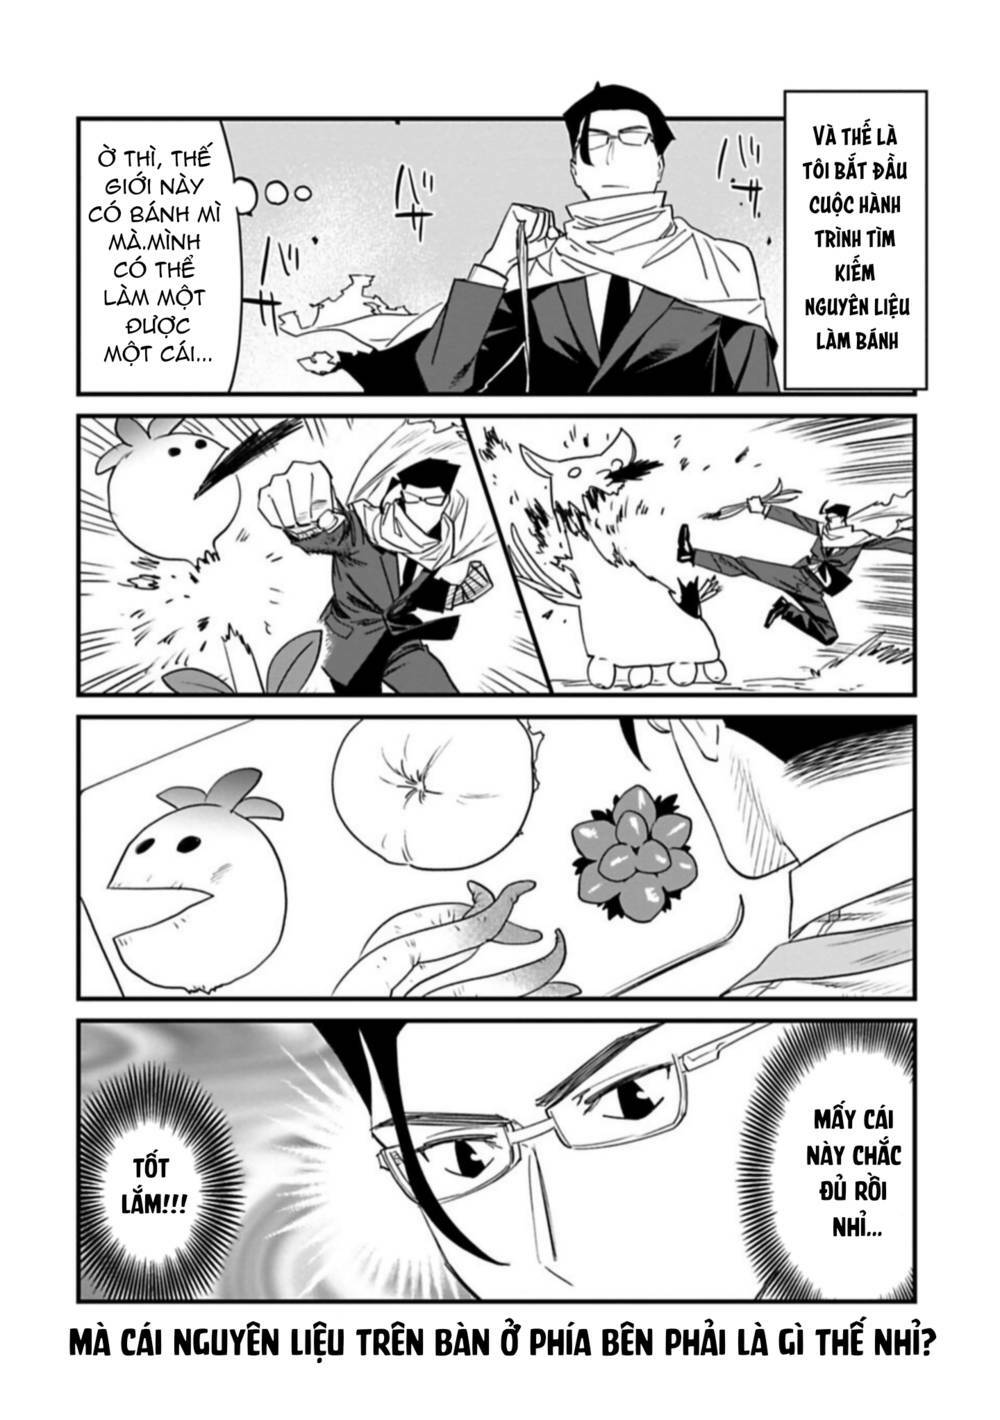 VÀ THẾ LÀ
TÔI BẮT ĐẦU
CUỘC HÀNH
TRÌNH TÌM
KIẾM
NGUYÊN LIỆU
LÀM BÁNH
Ờ THÌ, THẾ
GIỚI NÀY
CÓ BÁNH MÌ
MÀ.MÌNH
CÓ THỂ
LÀM MỘT
ĐƯỢC
MỘT CÁI...
MẤY CÁI
NÀY CHẮC
ĐỦ RỒI
NHỈ...
TỐT
LẮM!!!
MÀ CÁI NGUYÊN LIỆU TRÊN BÀN Ở PHÍA BÊN PHẢI LÀ GÌ THẾ NHỈ?